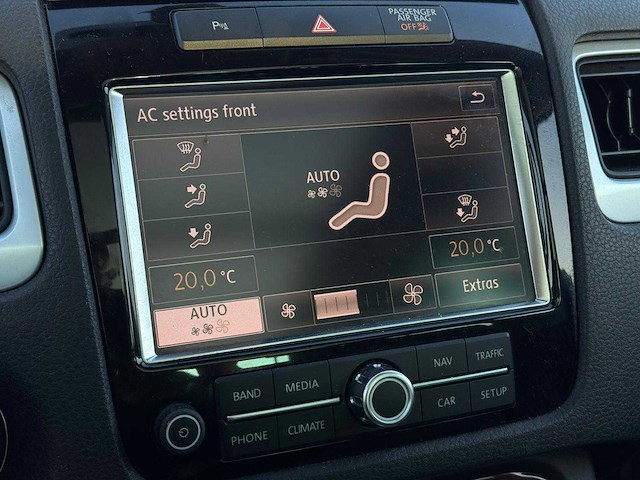 P
PASSENGER
AIR BAG
OFF
AC settings front
AUTO
20,0 °C
20,0 °C
AUTO
Extras
BAND
MEDIA
NAV
TRAFFIC
PHONE
CLIMATE
CAR
SETUP